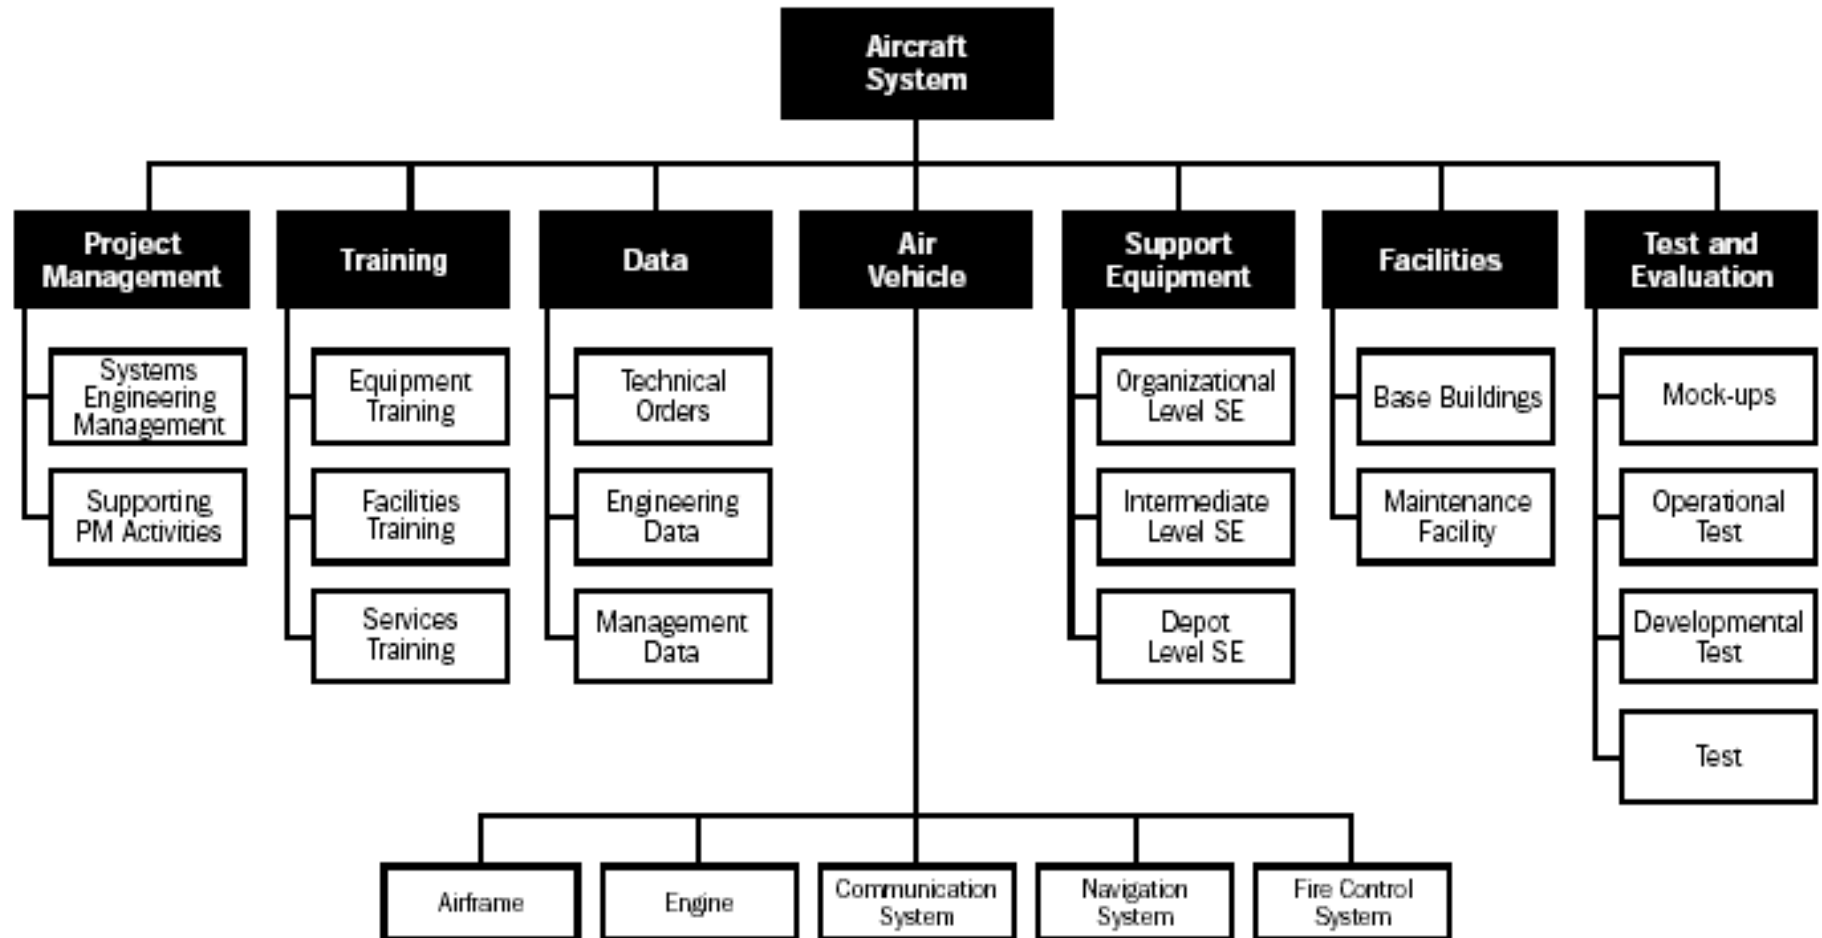 Aircraft
System
Project
Management
Training
Data
Air
Vehicle
Support
Equipment
Facilities
Test and
Evaluation
Systems
Engineering
Management
Supporting
PM Activities
Equipment
Training
Facilities
Training
Services
Training
Technical
Orders
Engineering
Data
Management
Data
Organizational
Level SE
Intermediate
Level SE
Depot
Level SE
Base Buildings
Maintenance
Facility
Mock-ups
Operational
Test
Developmental
Test
Test
Airframe
Engine
Communication
System
Navigation
System
Fire Control
System